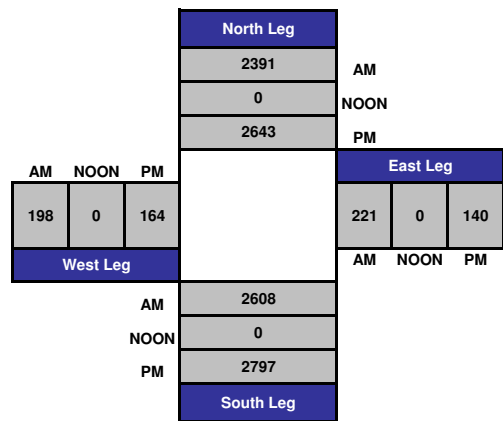 North Leg
2391 AM
0 NOON
2643 PM
AM NOON PM East Leg
198 0 164 221 0 140
West Leg AM NOON PM
AM 2608
NOON 0
PM 2797
South Leg